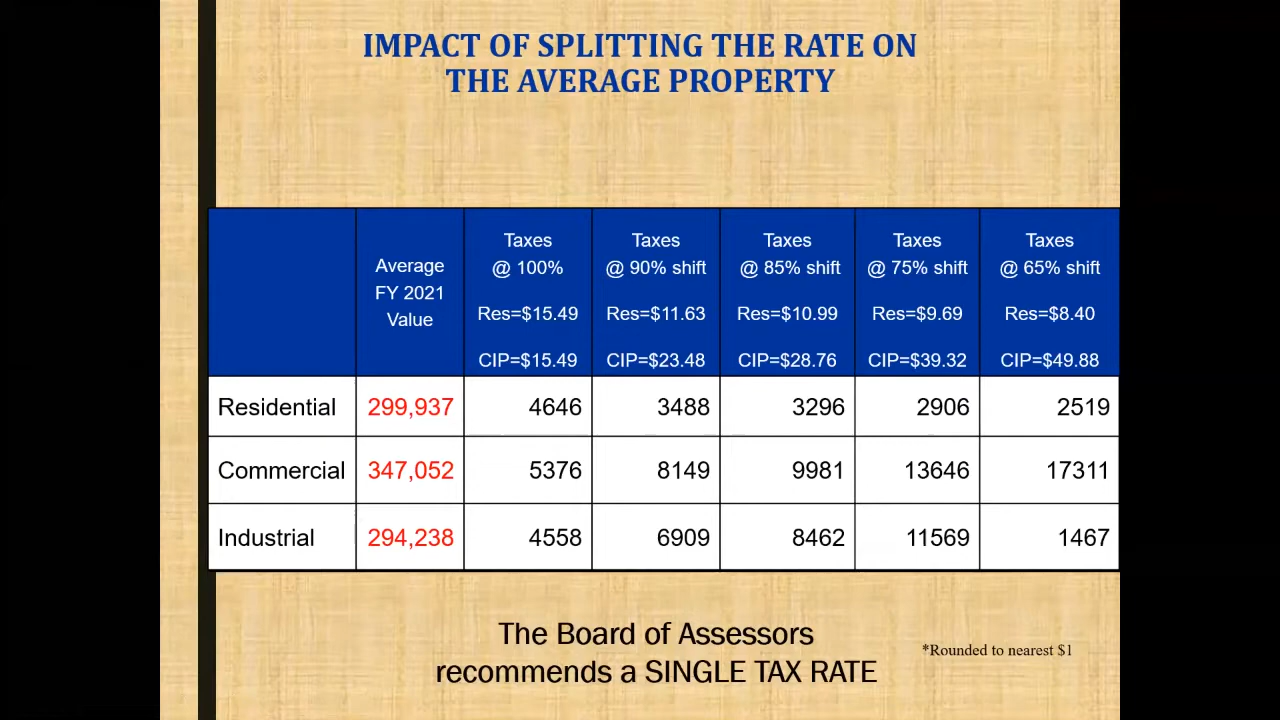 IMPACT OF SPLITTING THE RATE ON
THE AVERAGE PROPERTY
Average
FY 2021
Value
Taxes
@ 100%
Res=$15.49
CIP=$15.49
Taxes
@ 90% shift
Res=$11.63
CIP=$23.48
Taxes
@ 85% shift
Res=$10.99
CIP=$28.76
Taxes
@ 75% shift
Res=$9.69
CIP=$39.32
Taxes
@ 65% shift
Res=$8.40
CIP=$49.88
Residential 299,937 4646 3488 3296 2906 2519
Commercial 347,052 5376 8149 9981 13646 17311
Industrial 294,238 4558 6909 8462 11569 1467
The Board of Assessors
recommends a SINGLE TAX RATE
*Rounded to nearest $1